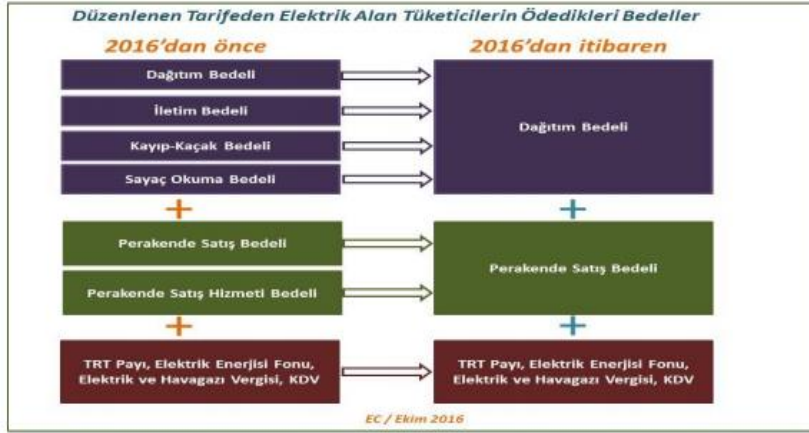 Düzenlenen Tarifeden Elektrik Alan Tüketicilerin Ödedikleri Bedeller
2016'dan önce
2016'dan itibaren
Dağıtım Bedeli
İletim Bedeli
Kayıp-Kaçak Bedeli
Sayaç Okuma Bedeli
Dağıtım Bedeli
+
+
Perakende Satış Bedeli
Perakende Satış Hizmeti Bedeli
Perakende Satış Bedeli
+
+
TRT Payı, Elektrik Enerjisi Fonu,
Elektrik ve Havagazı Vergisi, KDV
TRT Payı, Elektrik Enerjisi Fonu,
Elektrik ve Havagazı Vergisi, KDV
EC / Ekim 2016